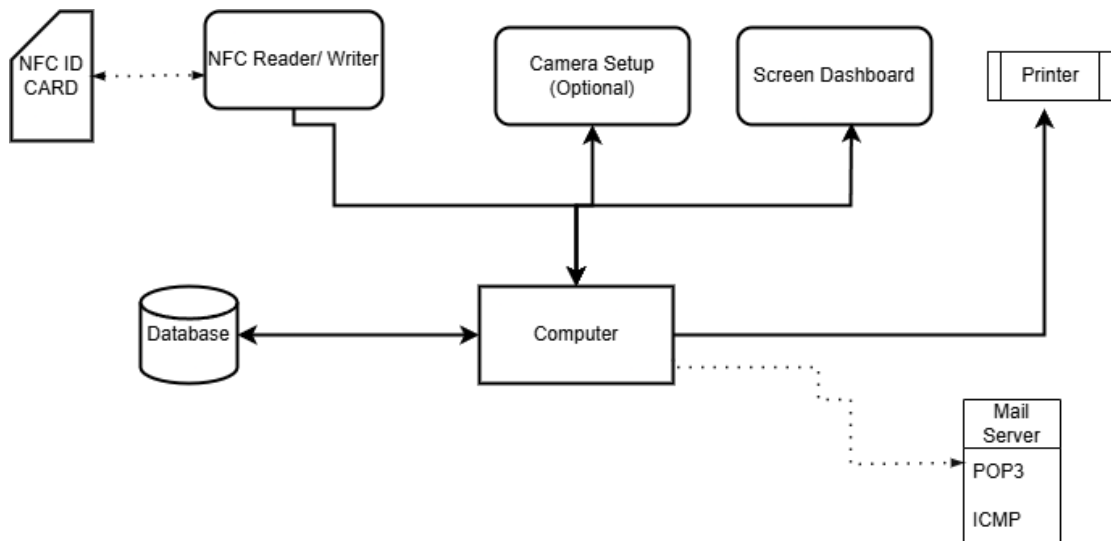 NFC ID
CARD
NFC Reader/ Writer
Camera Setup
(Optional)
Screen Dashboard
Printer
Database
Computer
Mail
Server
POP3
ICMP